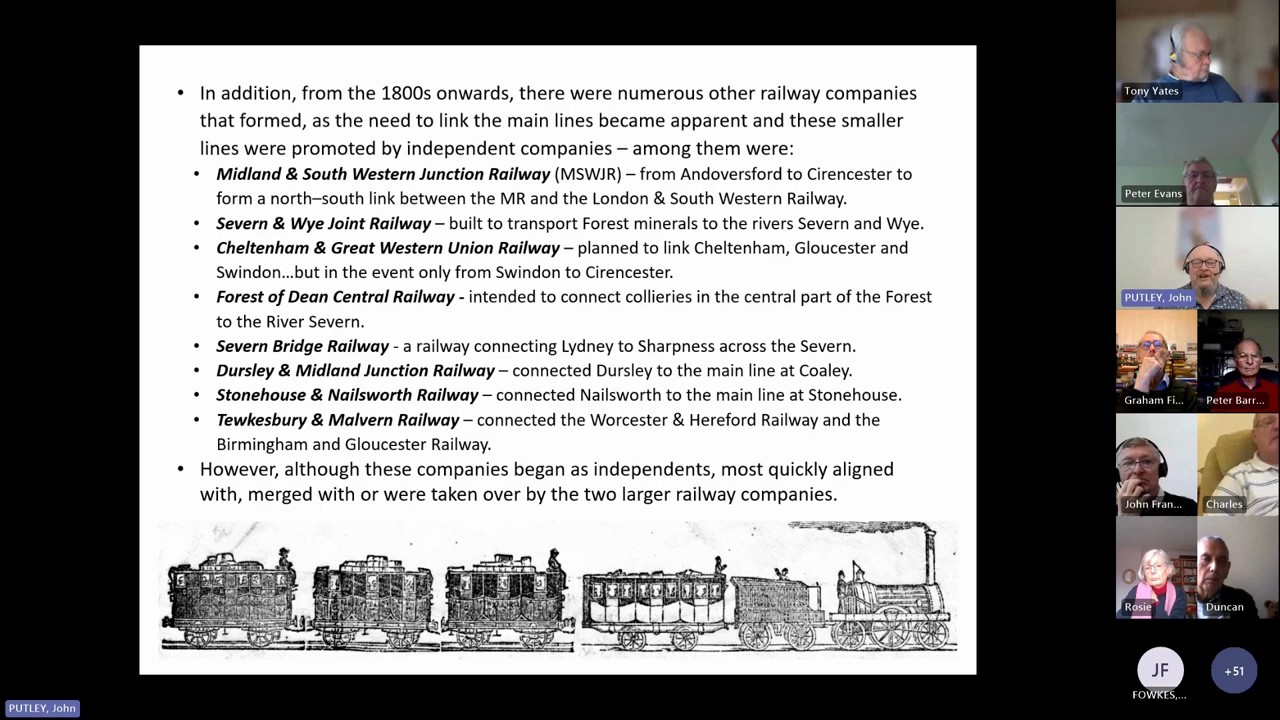 • In addition, from the 1800s onwards, there were numerous other railway companies
that formed, as the need to link the main lines became apparent and these smaller
lines were promoted by independent companies – among them were:
• Midland & South Western Junction Railway (MSWJR) – from Andoversford to Cirencester to
form a north–south link between the MR and the London & South Western Railway.
• Severn & Wye Joint Railway – built to transport Forest minerals to the rivers Severn and Wye.
• Cheltenham & Great Western Union Railway – planned to link Cheltenham, Gloucester and
Swindon...but in the event only from Swindon to Cirencester.
• Forest of Dean Central Railway - intended to connect collieries in the central part of the Forest
to the River Severn.
• Severn Bridge Railway - a railway connecting Lydney to Sharpness across the Severn.
• Dursley & Midland Junction Railway – connected Dursley to the main line at Coaley.
• Stonehouse & Nailsworth Railway – connected Nailsworth to the main line at Stonehouse.
• Tewkesbury & Malvern Railway – connected the Worcester & Hereford Railway and the
Birmingham and Gloucester Railway.
• However, although these companies began as independents, most quickly aligned
with, merged with or were taken over by the two larger railway companies.
Tony Yates
Peter Evans
PUTLEY, John
Graham Fi...
Peter Barr...
John Fran...
Charles
Rosie
Duncan
JF
FOWKES,...
+51
PUTLEY, John